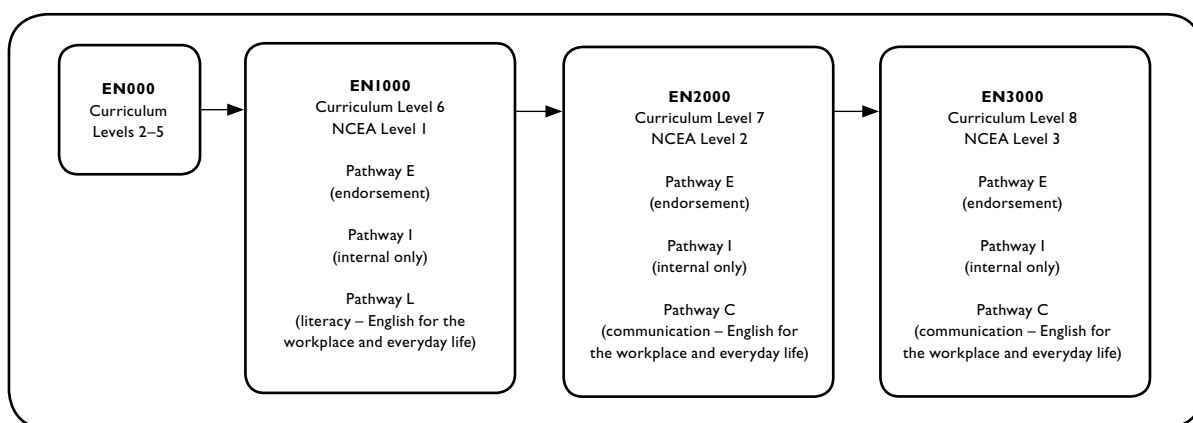 EN000
Curriculum
Levels 2–5
EN1000
Curriculum Level 6
NCEA Level 1
Pathway E
(endorsement)
Pathway I
(internal only)
Pathway L
(literacy – English for the
workplace and everyday life)
EN2000
Curriculum Level 7
NCEA Level 2
Pathway E
(endorsement)
Pathway I
(internal only)
Pathway C
(communication – English for
the workplace and everyday life)
EN3000
Curriculum Level 8
NCEA Level 3
Pathway E
(endorsement)
Pathway I
(internal only)
Pathway C
(communication – English for
the workplace and everyday life)